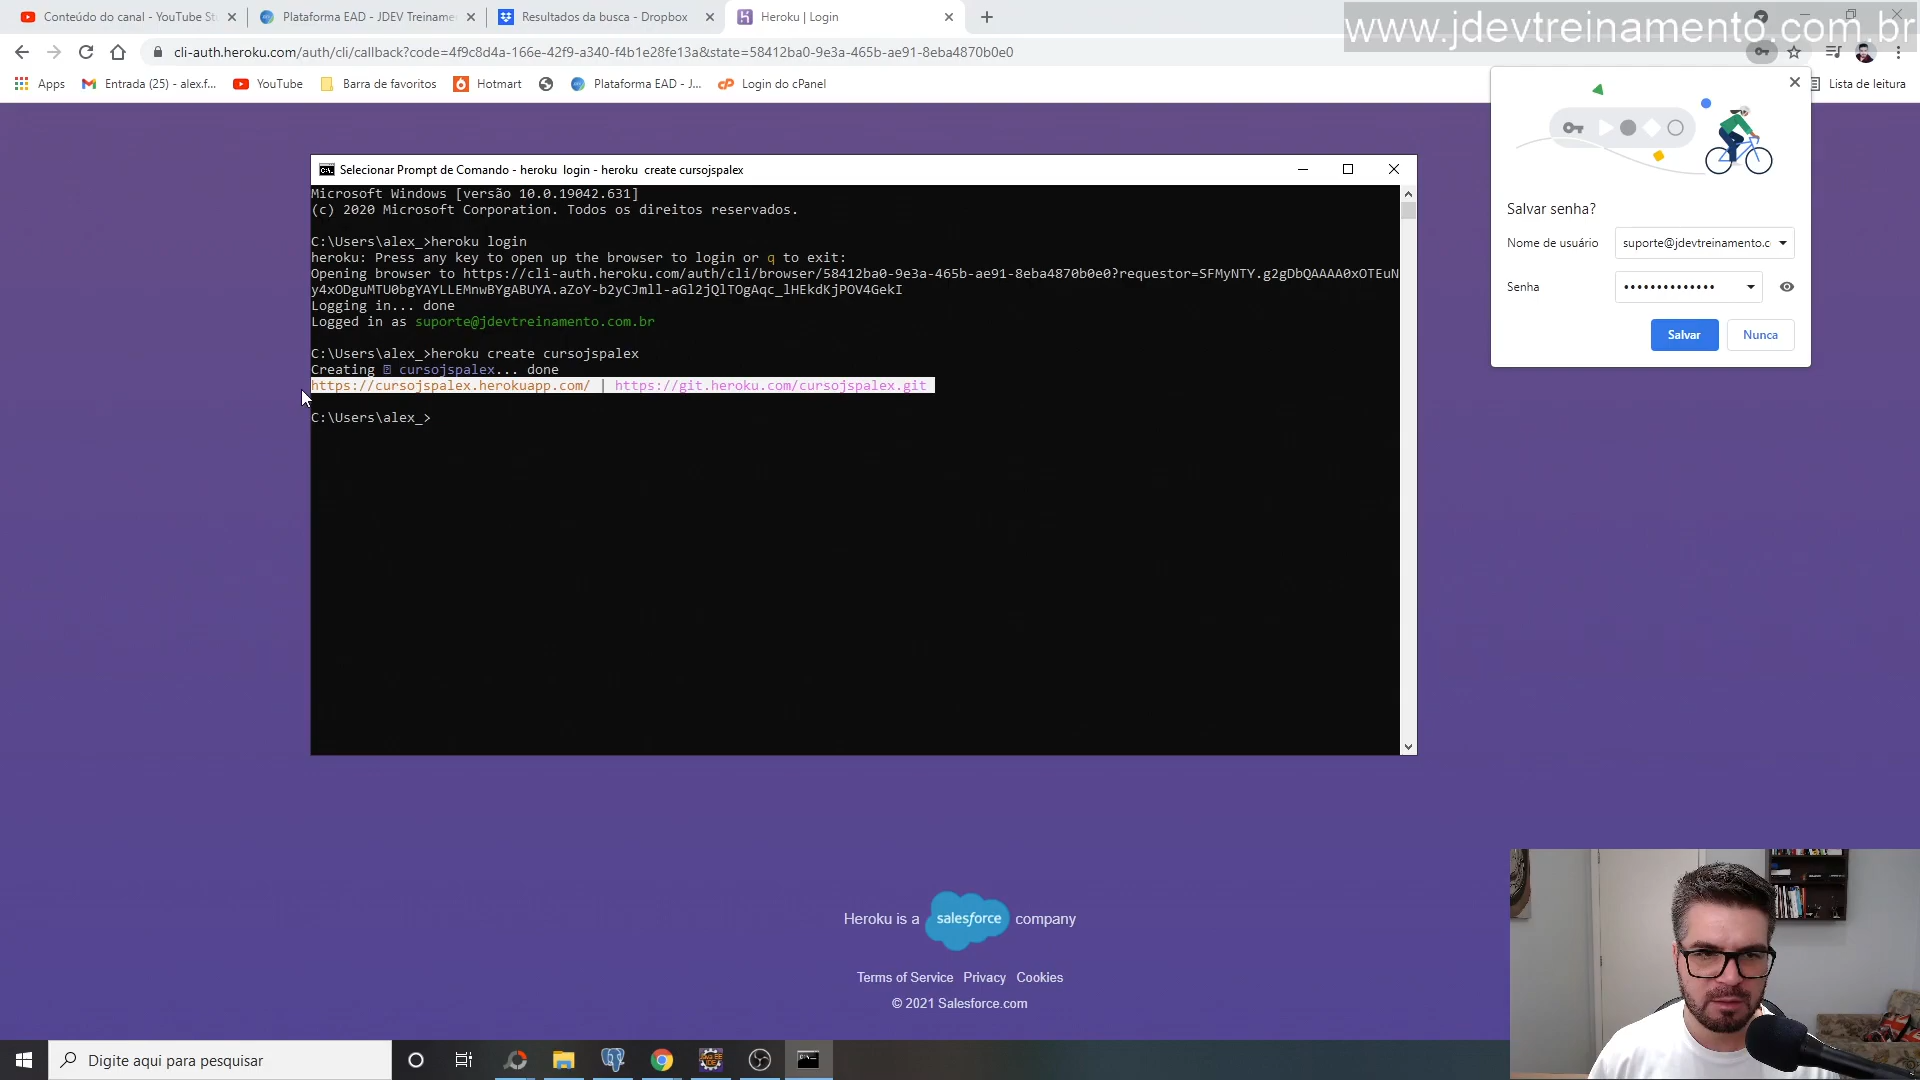 Conteúdo do canal - YouTube St
Plataforma EAD - JDEV Treiname
Resultados da busca - Dropbox
Heroku | Login
www.jdevtreinamento.com.br
cli-auth.heroku.com/auth/cli/callback?code=4f9c8d4a-166e-42f9-a340-f4b1e28fe13a&state=58412ba0-9e3a-465b-ae91-8eba4870b0e0
Apps
Entrada (25) - alex.f...
YouTube
Barra de favoritos
Hotmart
Plataforma EAD - J...
Login do cPanel
Lista de leitura
Salvar senha?
Nome de usuário
suporte@jdevtreinamento.c
Senha
••••••••••••••
Salvar
Nunca
Selecionar Prompt de Comando - heroku  login - heroku  create cursojspalex
Microsoft Windows [versão 10.0.19042.631]
(c) 2020 Microsoft Corporation. Todos os direitos reservados.
C:\Users\alex_>heroku login
heroku: Press any key to open up the browser to login or q to exit:
Opening browser to https://cli-auth.heroku.com/auth/cli/browser/58412ba0-9e3a-465b-ae91-8eba4870b0e0?requestor=SFMyNTY.g2gDbQAAAA0xOTEuN
y4xODguMTU0bgYAYLLEMnwBYgABUYA.aZoY-b2yCJmll-aGl2jQlTOgAqc_lHEkdKjPOV4GekI
Logging in... done
Logged in as suporte@jdevtreinamento.com.br
C:\Users\alex_>heroku create cursojspalex
Creating ⍰ cursojspalex... done
https://cursojspalex.herokuapp.com/ | https://git.heroku.com/cursojspalex.git
C:\Users\alex_>
Heroku is a salesforce company
Terms of Service Privacy Cookies
© 2021 Salesforce.com
Digite aqui para pesquisar